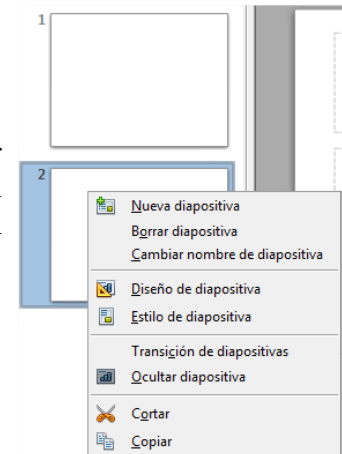 1
2
Nueva diapositiva
Borrar diapositiva
Cambiar nombre de diapositiva
Diseño de diapositiva
Estilo de diapositiva
Transición de diapositivas
Ocultar diapositiva
Cortar
Copiar